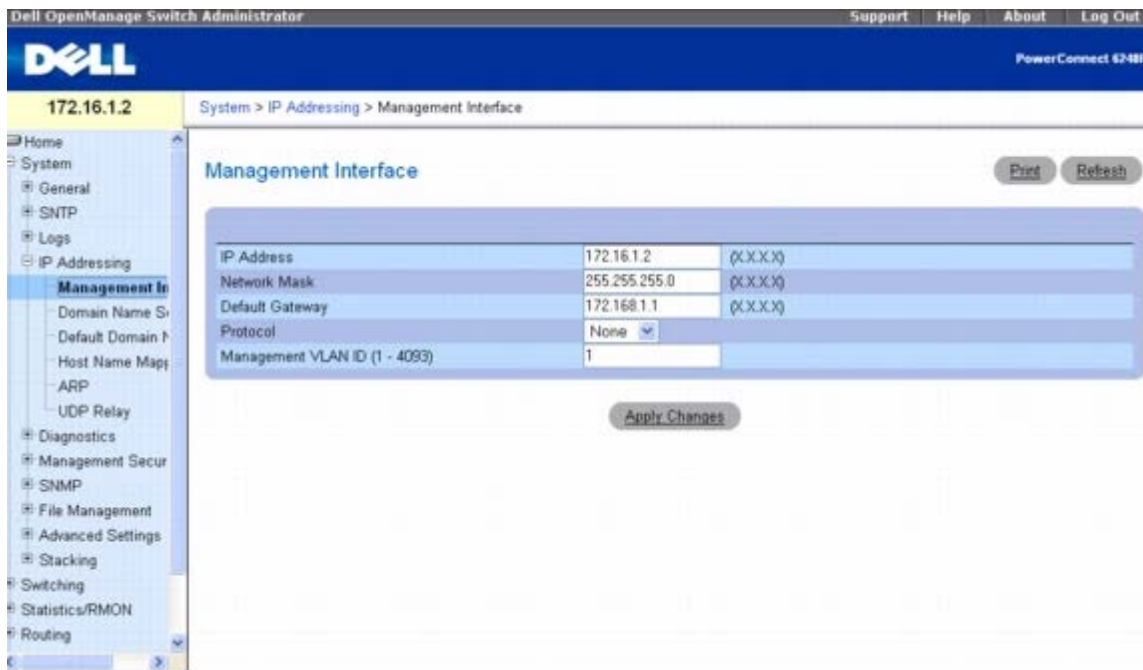 Dell OpenManage Switch Administrator Support Help About Log Out
DELL
PowerConnect 6248
172.16.1.2
System > IP Addressing > Management Interface
Home
System
General
SNTP
Logs
IP Addressing
Management In
Domain Name S
Default Domain N
Host Name Mapp
ARP
UDP Relay
Diagnostics
Management Secur
SNMP
File Management
Advanced Settings
Stacking
Switching
Statistics/RMON
Routing
Management Interface
Print Refresh
IP Address 172.16.1.2 (X.X.X.X)
Network Mask 255.255.255.0 (X.X.X.X)
Default Gateway 172.168.1.1 (X.X.X.X)
Protocol None
Management VLAN ID (1 - 4093) 1
Apply Changes